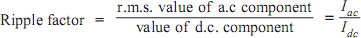 Ripple factor = r.m.s. value of a.c component / value of d.c. component = I_ac / I_dc